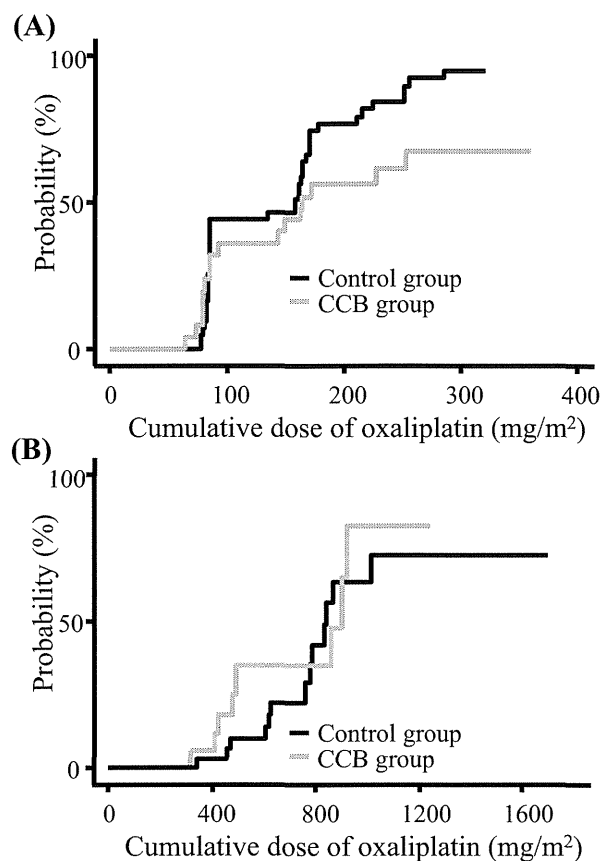 (A)
100
50
0
Probability (%)
Control group
CCB group
0 100 200 300 400
Cumulative dose of oxaliplatin (mg/m²)
(B)
100
50
0
Probability (%)
Control group
CCB group
0 400 800 1200 1600
Cumulative dose of oxaliplatin (mg/m²)